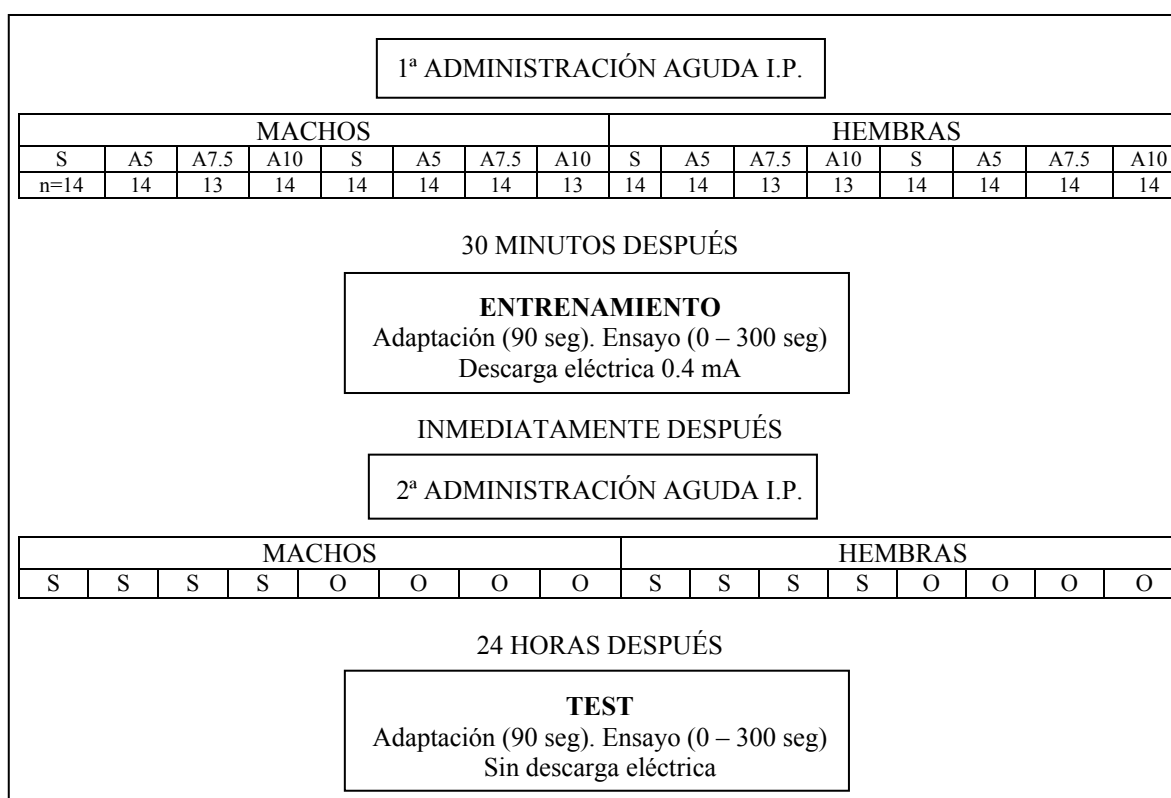 1ª ADMINISTRACIÓN AGUDA I.P.
MACHOS HEMBRAS
S A5 A7.5 A10 S A5 A7.5 A10 S A5 A7.5 A10 S A5 A7.5 A10
n=14 14 13 14 14 14 14 13 14 14 13 13 14 14 14 14
30 MINUTOS DESPUÉS
ENTRENAMIENTO
Adaptación (90 seg). Ensayo (0 – 300 seg)
Descarga eléctrica 0.4 mA
INMEDIATAMENTE DESPUÉS
2ª ADMINISTRACIÓN AGUDA I.P.
MACHOS HEMBRAS
S S S S O O O O S S S S O O O O
24 HORAS DESPUÉS
TEST
Adaptación (90 seg). Ensayo (0 – 300 seg)
Sin descarga eléctrica